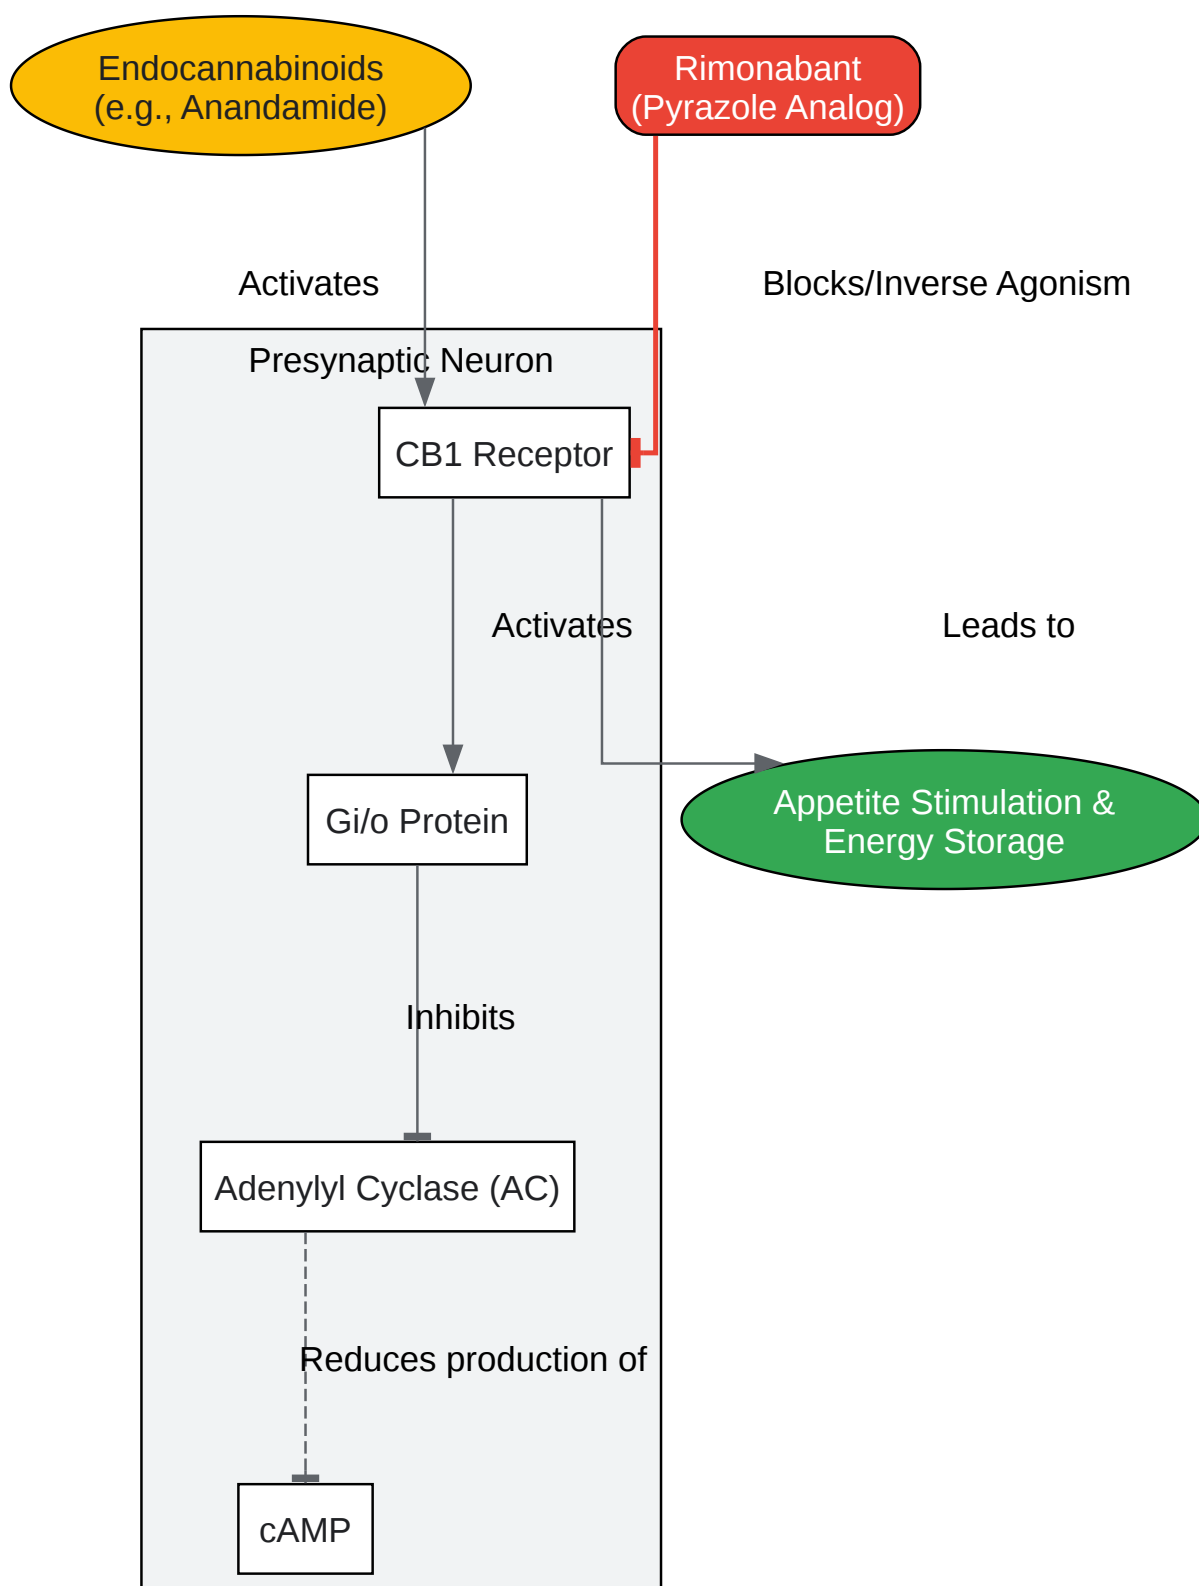 Endocannabinoids
(e.g., Anandamide)
Rimonabant
(Pyrazole Analog)
Activates
Blocks/Inverse Agonism
Presynaptic Neuron
CB1 Receptor
Activates
Leads to
Gi/o Protein
Appetite Stimulation &
Energy Storage
Inhibits
Adenylyl Cyclase (AC)
Reduces production of
cAMP